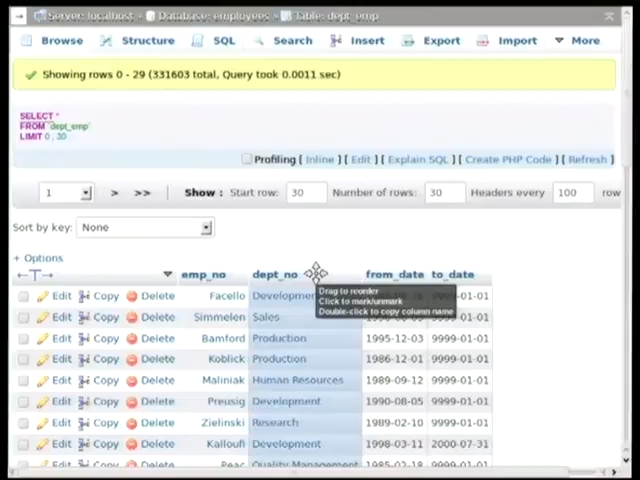 Server: localhost » Database: employees » Table: dept_emp
Browse Structure SQL Search Insert Export Import More
Showing rows 0 - 29 (331603 total, Query took 0.0011 sec)
SELECT *
FROM `dept_emp`
LIMIT 0 , 30
Profiling [ Inline ] [ Edit ] [ Explain SQL ] [ Create PHP Code ] [ Refresh ]
1 > >> Show : Start row: 30 Number of rows: 30 Headers every 100 row
Sort by key: None
+ Options
emp_no dept_no from_date to_date
Drag to reorder
Click to mark/unmark
Double-click to copy column name
Edit Copy Delete Facello Developmen 9999-01-01
Edit Copy Delete Simmelen Sales 9999-01-01
Edit Copy Delete Bamford Production 1995-12-03 9999-01-01
Edit Copy Delete Koblick Production 1986-12-01 9999-01-01
Edit Copy Delete Maliniak Human Resources 1989-09-12 9999-01-01
Edit Copy Delete Preusig Development 1990-08-05 9999-01-01
Edit Copy Delete Zielinski Research 1989-02-10 9999-01-01
Edit Copy Delete Kalloufi Development 1998-03-11 2000-07-31
Edit Copy Delete Peac Quality Management 1985-02-18 9999-01-01